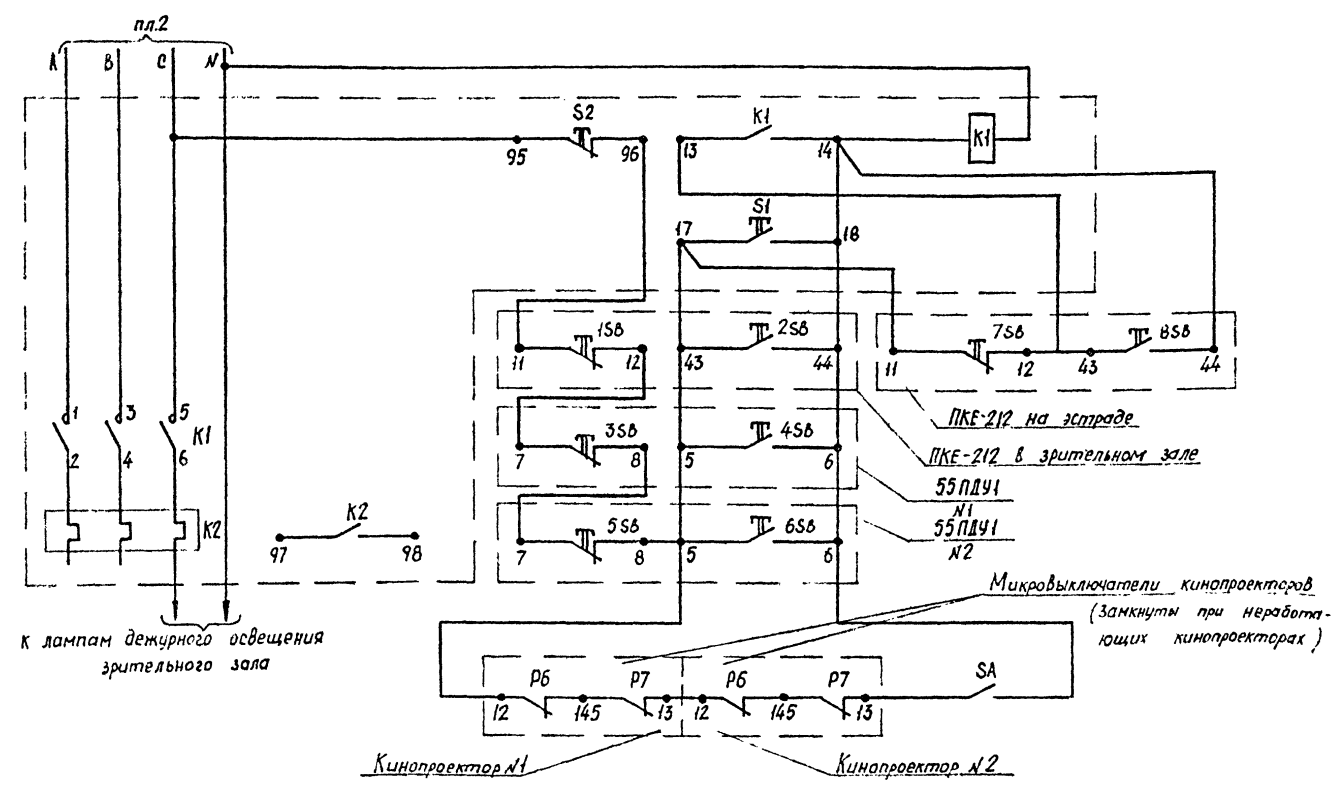 пл.2
A B C N
S2
95 96
K1
13 14
K1
S1
17 18
1SB
11 12
2SB
43 44
7SB
11 12
8SB
43 44
ПКЕ-212 на эстраде
1 3 5
K1
2 4 6
3SB
7 8
4SB
5 6
ПКЕ-212 в зрительном зале
55ПДУ1
N1
K2
K2
97 98
5SB
7 8
6SB
5 6
55ПДУ1
N2
Микровыключатели кинопроекторов
(Замкнуты при неработа-
ющих кинопроекторах)
К лампам дежурного освещения
зрительного зала
P6 P7 P6 P7
SA
12 145 13 12 145 13
Кинопроектор N1
Кинопроектор N2